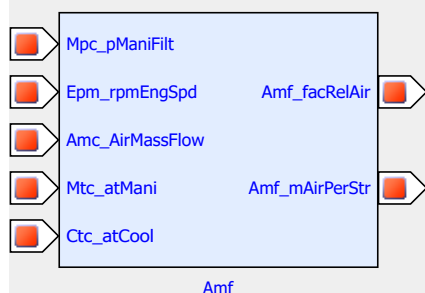 Mpc_pManiFilt
Epm_rpmEngSpd Amf_facRelAir
Amc_AirMassFlow
Mtc_atMani Amf_mAirPerStr
Ctc_atCool
Amf